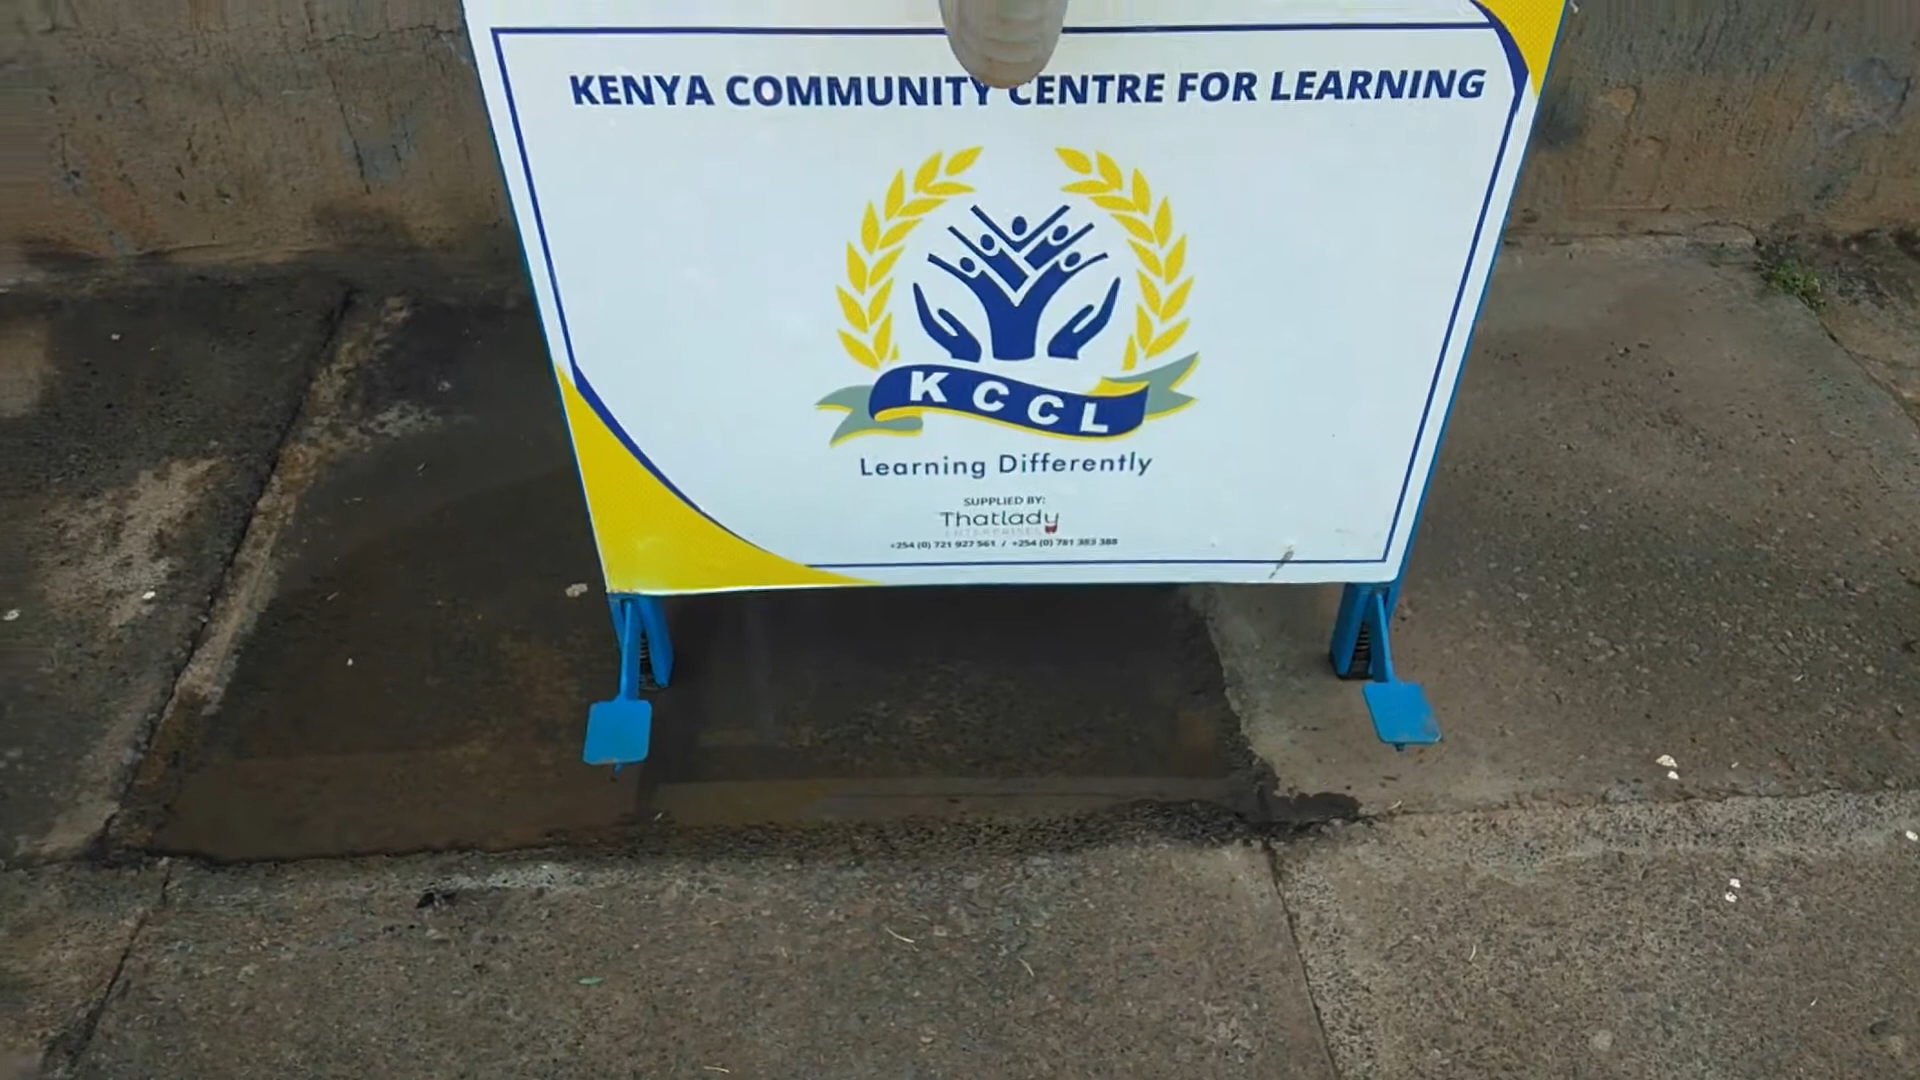 KENYA COMMUNITY CENTRE FOR LEARNING
KCCL
Learning Differently
SUPPLIED BY:
Thatlady
ENTERPRISES
+254 (0) 721 927 561 / +254 (0) 781 383 388